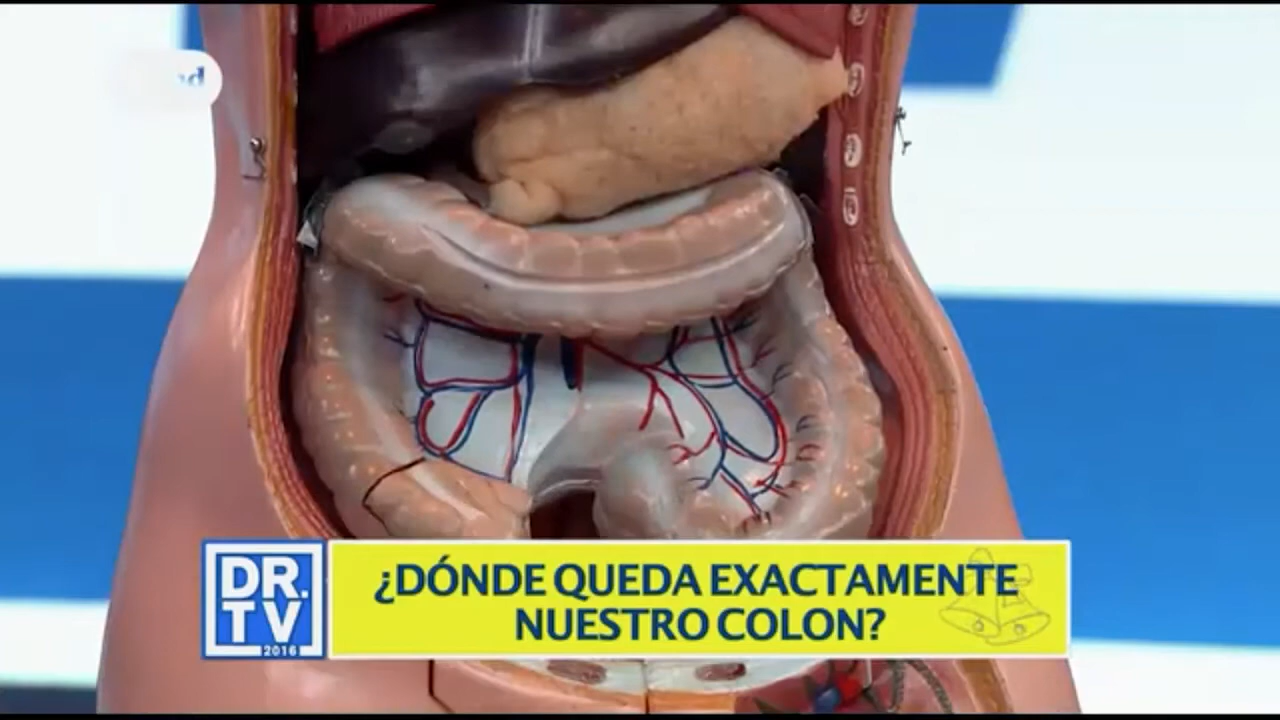 DR.
TV
2016
¿DÓNDE QUEDA EXACTAMENTE
NUESTRO COLON?